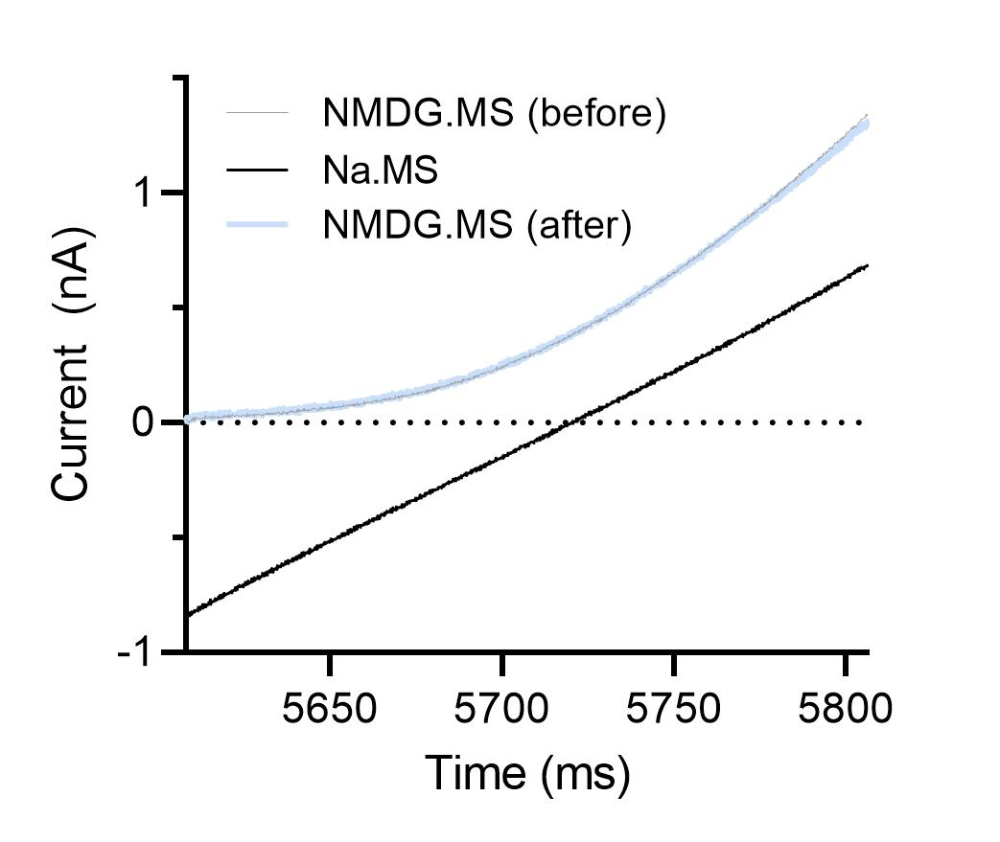 NMDG.MS (before)
Na.MS
NMDG.MS (after)
Current (nA)
1
0
-1
5650 5700 5750 5800
Time (ms)